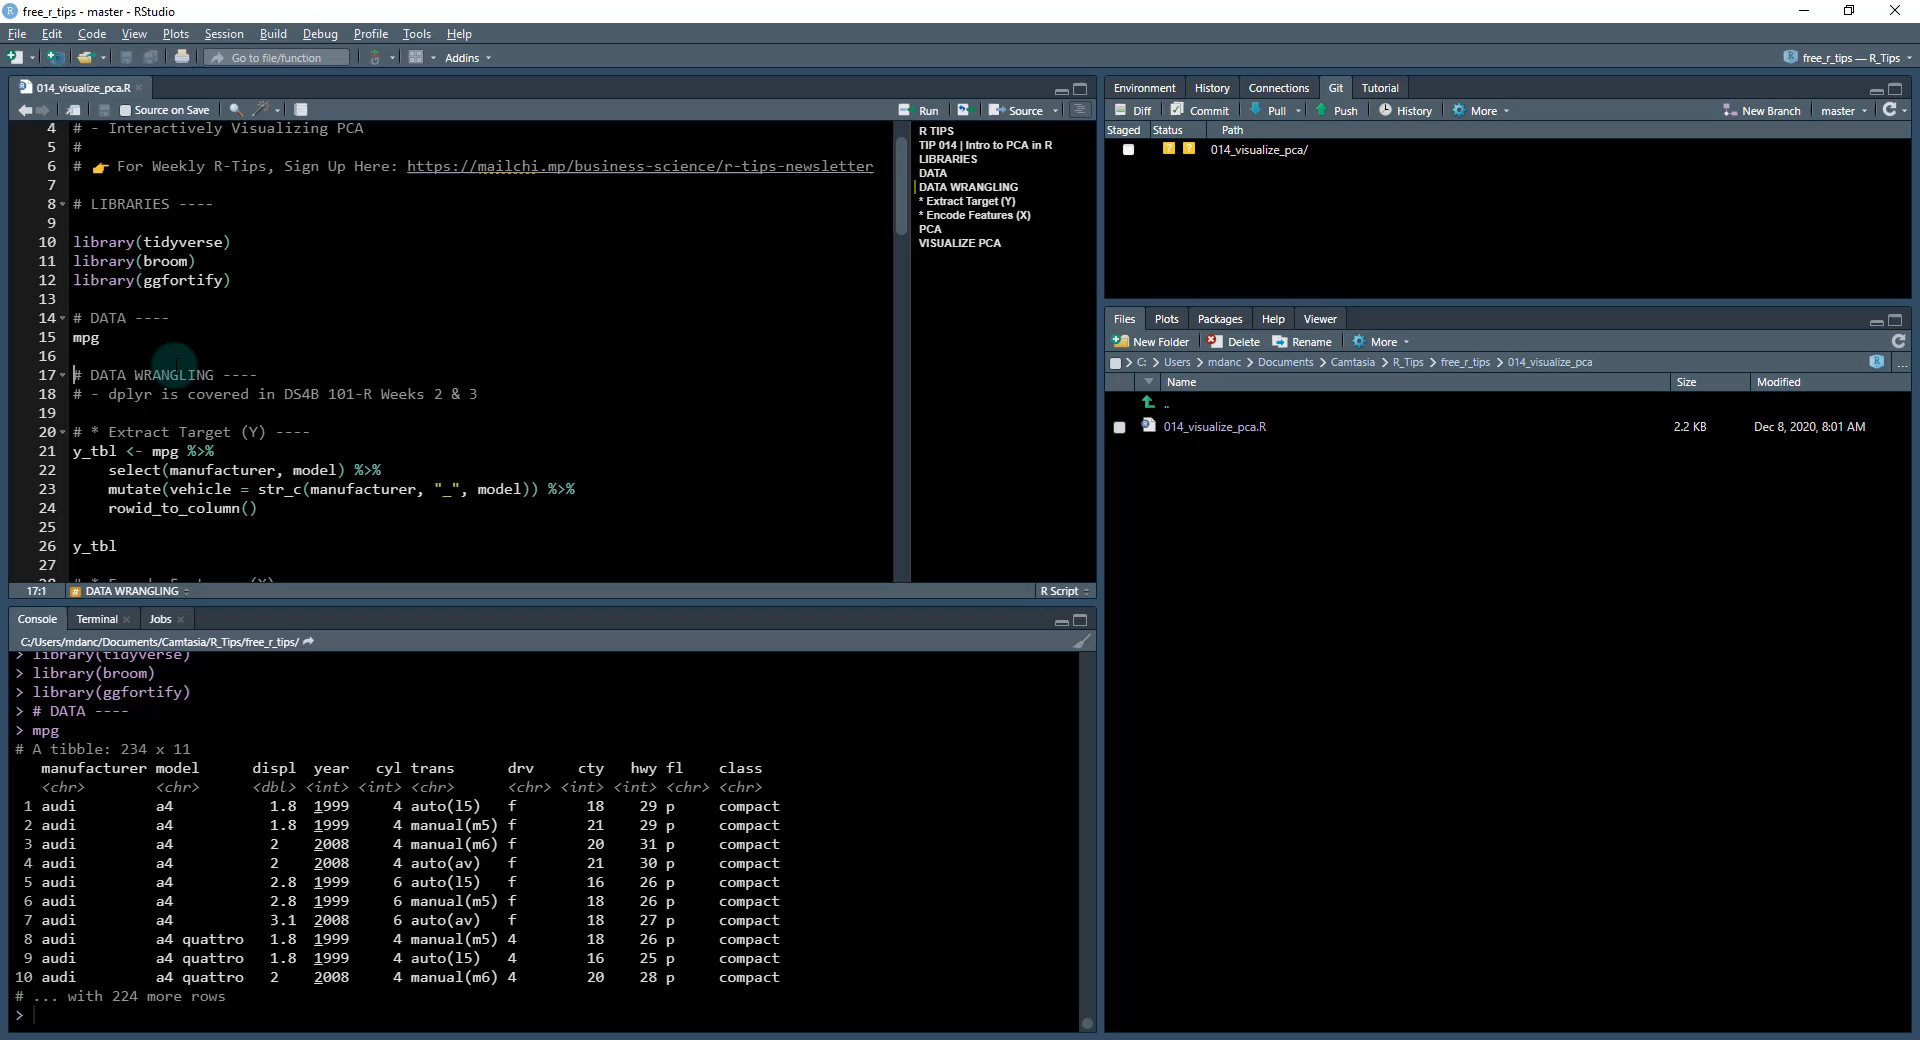 free_r_tips - master - RStudio
File Edit Code View Plots Session Build Debug Profile Tools Help
Go to file/function Addins free_r_tips — R_Tips
014_visualize_pca.R
Source on Save Run Source
4 # - Interactively Visualizing PCA
5 #
6 # 👉 For Weekly R-Tips, Sign Up Here: https://mailchi.mp/business-science/r-tips-newsletter
7
8 # LIBRARIES ----
9
10 library(tidyverse)
11 library(broom)
12 library(ggfortify)
13
14 # DATA ----
15 mpg
16
17 # DATA WRANGLING ----
18 # - dplyr is covered in DS4B 101-R Weeks 2 & 3
19
20 # * Extract Target (Y) ----
21 y_tbl <- mpg %>%
22 select(manufacturer, model) %>%
23 mutate(vehicle = str_c(manufacturer, "_", model)) %>%
24 rowid_to_column()
25
26 y_tbl
27
R TIPS
TIP 014 | Intro to PCA in R
LIBRARIES
DATA
DATA WRANGLING
* Extract Target (Y)
* Encode Features (X)
PCA
VISUALIZE PCA
17:1 DATA WRANGLING R Script
Console Terminal Jobs
C:/Users/mdanc/Documents/Camtasia/R_Tips/free_r_tips/
> library(tidyverse)
> library(broom)
> library(ggfortify)
> # DATA ----
> mpg
# A tibble: 234 x 11
manufacturer model displ year cyl trans drv cty hwy fl class
<chr> <chr> <dbl> <int> <int> <chr> <chr> <int> <int> <chr> <chr>
1 audi a4 1.8 1999 4 auto(l5) f 18 29 p compact
2 audi a4 1.8 1999 4 manual(m5) f 21 29 p compact
3 audi a4 2 2008 4 manual(m6) f 20 31 p compact
4 audi a4 2 2008 4 auto(av) f 21 30 p compact
5 audi a4 2.8 1999 6 auto(l5) f 16 26 p compact
6 audi a4 2.8 1999 6 manual(m5) f 18 26 p compact
7 audi a4 3.1 2008 6 auto(av) f 18 27 p compact
8 audi a4 quattro 1.8 1999 4 manual(m5) 4 18 26 p compact
9 audi a4 quattro 1.8 1999 4 auto(l5) 4 16 25 p compact
10 audi a4 quattro 2 2008 4 manual(m6) 4 20 28 p compact
# ... with 224 more rows
>
Environment History Connections Git Tutorial
Diff Commit Pull Push History More New Branch master
Staged Status Path
? ? 014_visualize_pca/
Files Plots Packages Help Viewer
New Folder Delete Rename More
C: > Users > mdanc > Documents > Camtasia > R_Tips > free_r_tips > 014_visualize_pca ...
Name Size Modified
..
014_visualize_pca.R 2.2 KB Dec 8, 2020, 8:01 AM